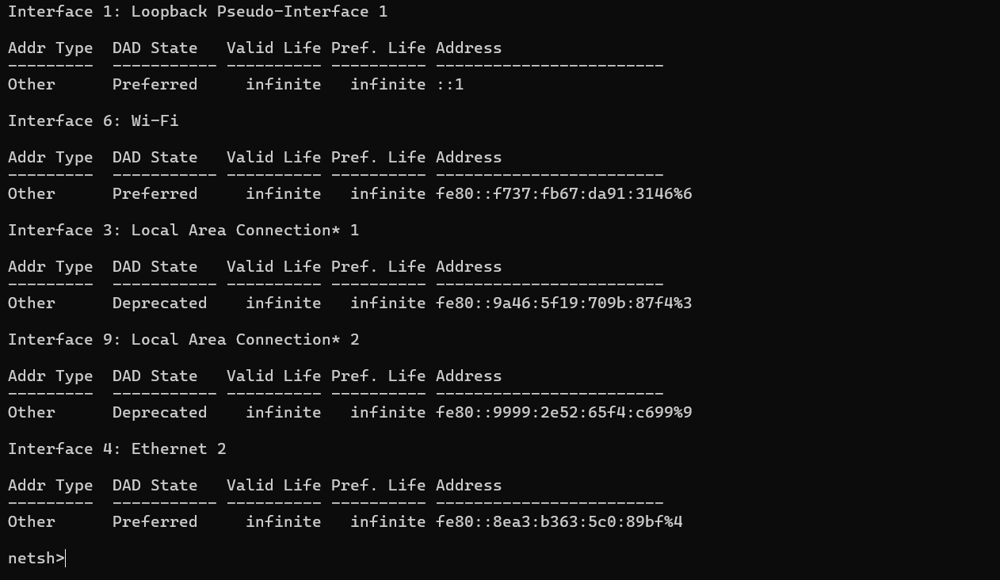 Interface 1: Loopback Pseudo-Interface 1
Addr Type  DAD State   Valid Life Pref. Life Address
---------  ----------- ---------- ---------- ------------------------
Other      Preferred     infinite   infinite ::1
Interface 6: Wi-Fi
Addr Type  DAD State   Valid Life Pref. Life Address
---------  ----------- ---------- ---------- ------------------------
Other      Preferred     infinite   infinite fe80::f737:fb67:da91:3146%6
Interface 3: Local Area Connection* 1
Addr Type  DAD State   Valid Life Pref. Life Address
---------  ----------- ---------- ---------- ------------------------
Other      Deprecated    infinite   infinite fe80::9a46:5f19:709b:87f4%3
Interface 9: Local Area Connection* 2
Addr Type  DAD State   Valid Life Pref. Life Address
---------  ----------- ---------- ---------- ------------------------
Other      Deprecated    infinite   infinite fe80::9999:2e52:65f4:c699%9
Interface 4: Ethernet 2
Addr Type  DAD State   Valid Life Pref. Life Address
---------  ----------- ---------- ---------- ------------------------
Other      Preferred     infinite   infinite fe80::8ea3:b363:5c0:89bf%4
netsh>